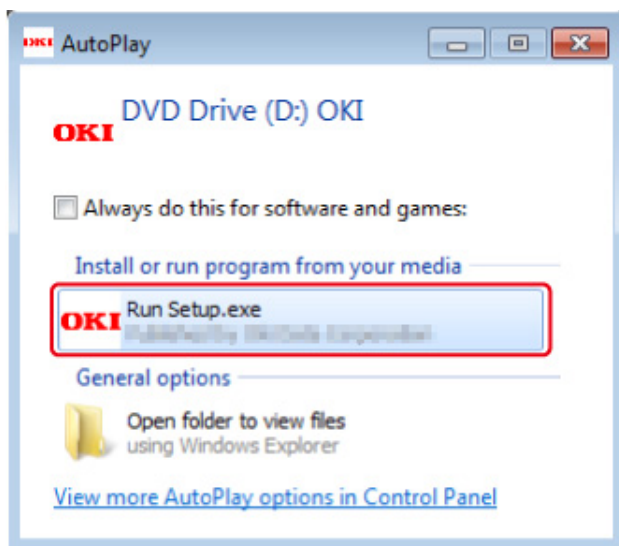 OKI AutoPlay
DVD Drive (D:) OKI
OKI
Always do this for software and games:
Install or run program from your media
OKI Run Setup.exe
General options
Open folder to view files
using Windows Explorer
View more AutoPlay options in Control Panel